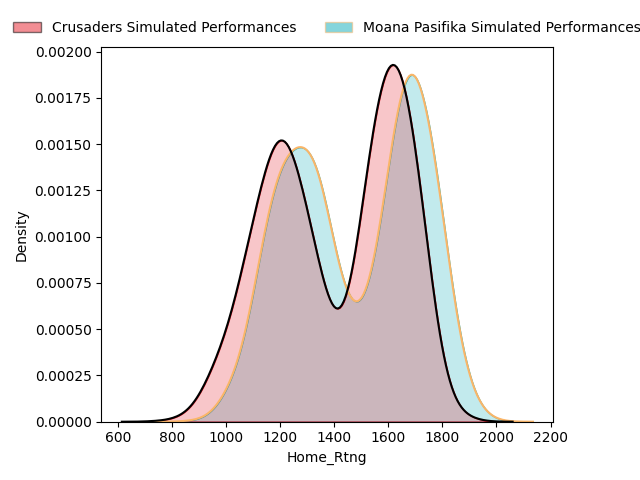 Crusaders Simulated Performances
Moana Pasifika Simulated Performances
0.00200
0.00175
0.00150
0.00125
0.00100
0.00075
0.00050
0.00025
0.00000
Density
600 800 1000 1200 1400 1600 1800 2000 2200
Home_Rtng